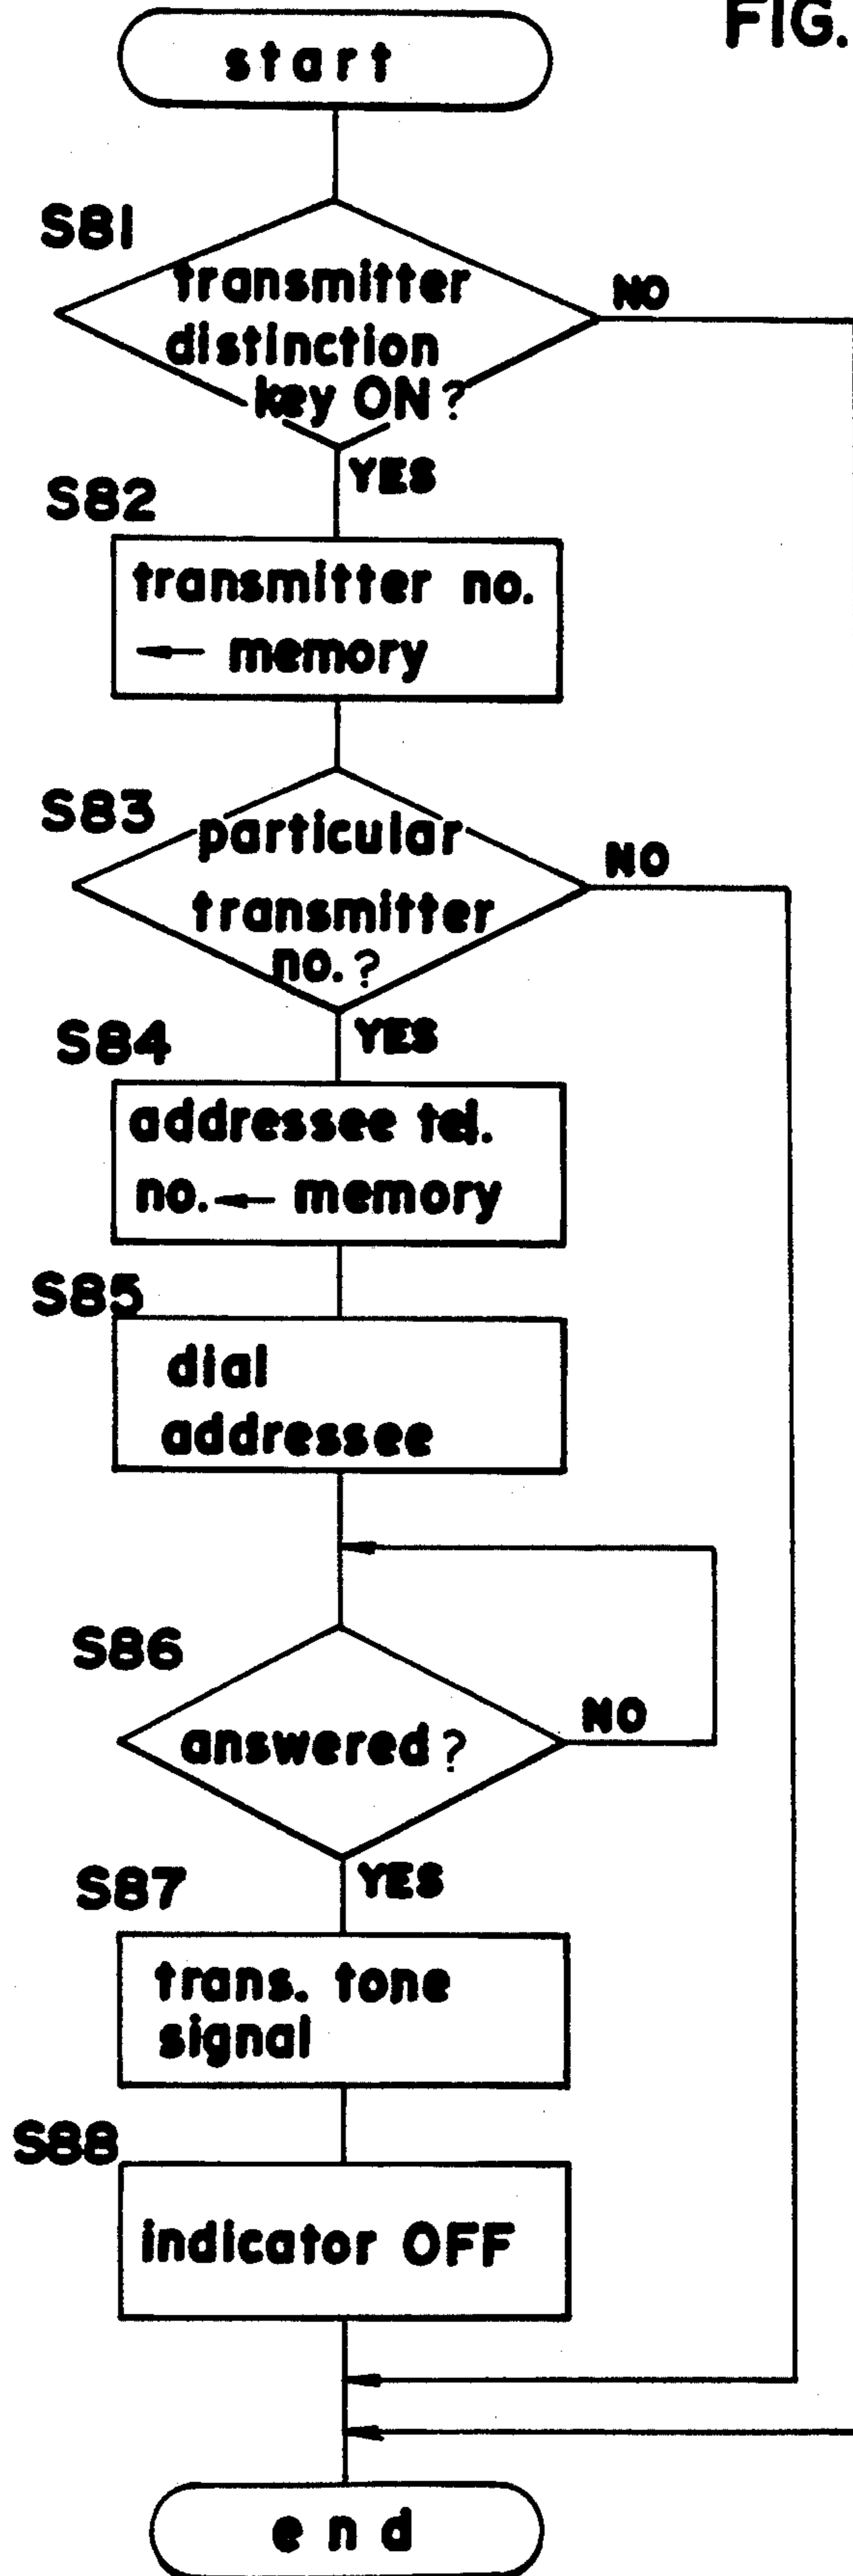 FIG.
start
S81
transmitter
distinction
key ON?
NO
YES
S82
transmitter no.
← memory
S83
particular
transmitter
no.?
NO
YES
S84
addressee tel.
no. ← memory
S85
dial
addressee
S86
answered?
NO
YES
S87
trans. tone
signal
S88
indicator OFF
end